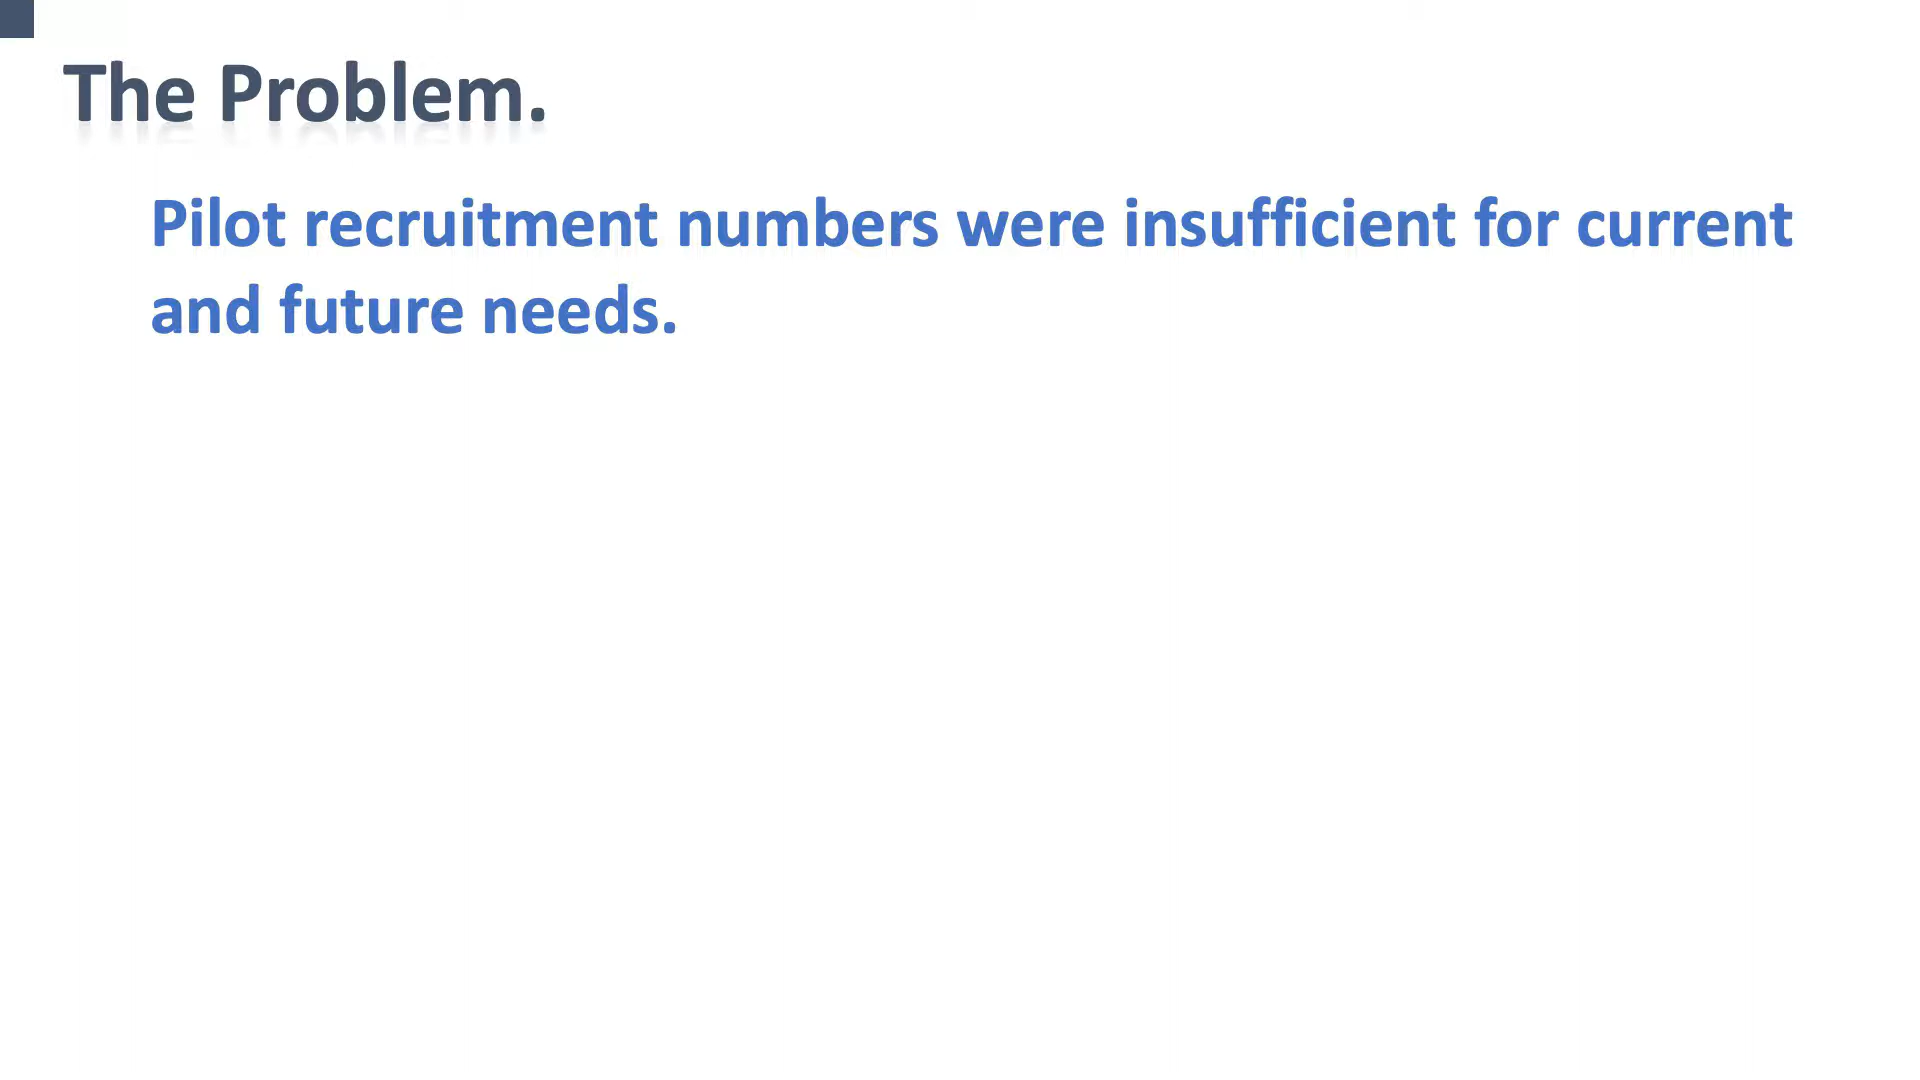 The Problem.
Pilot recruitment numbers were insufficient for current
and future needs.